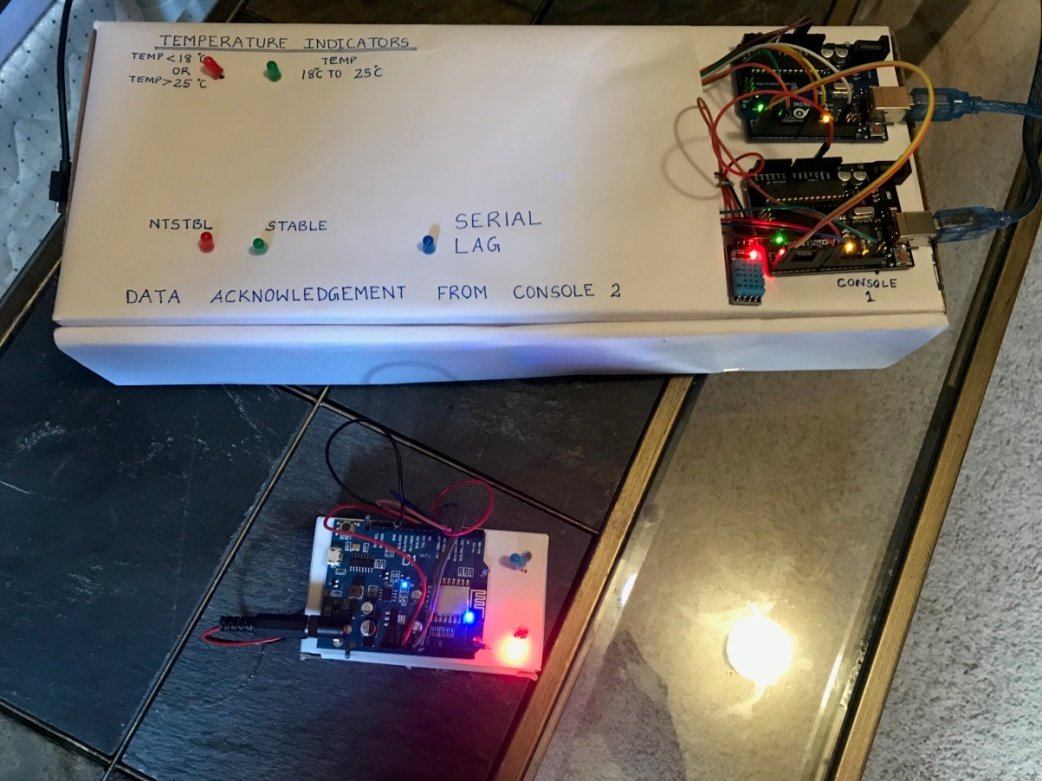 TEMPERATURE INDICATORS
TEMP<18°C
OR
TEMP>25°C
TEMP
18°C TO 25°C
NTSTBL
STABLE
SERIAL
LAG
DATA ACKNOWLEDGEMENT FROM CONSOLE 2
CONSOLE
1